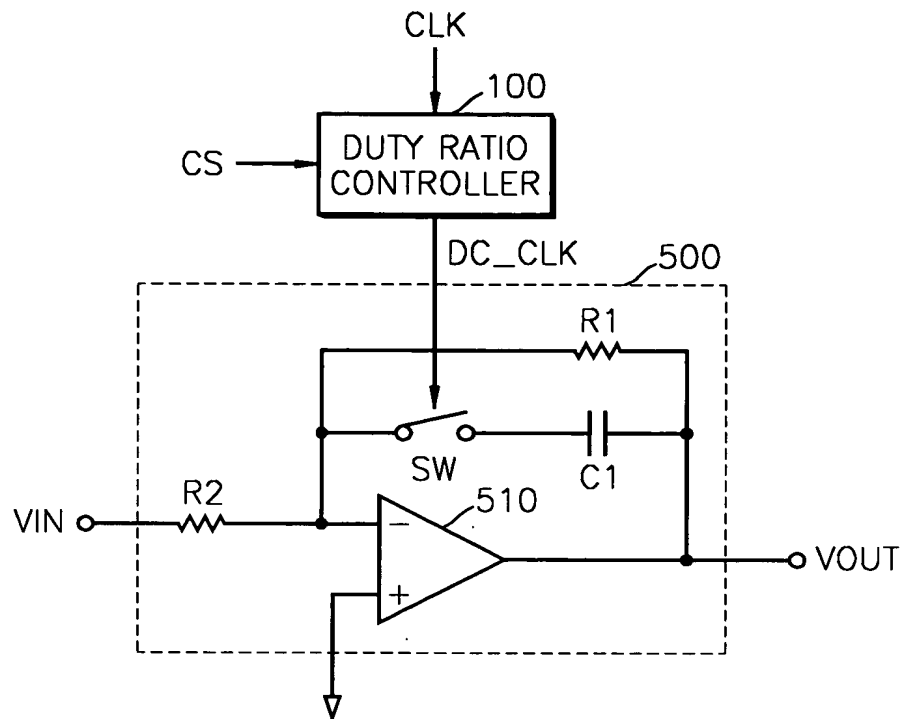 CLK
100
DUTY RATIO
CONTROLLER
CS
DC_CLK
500
R1
SW
C1
R2
510
VIN
−
+
VOUT